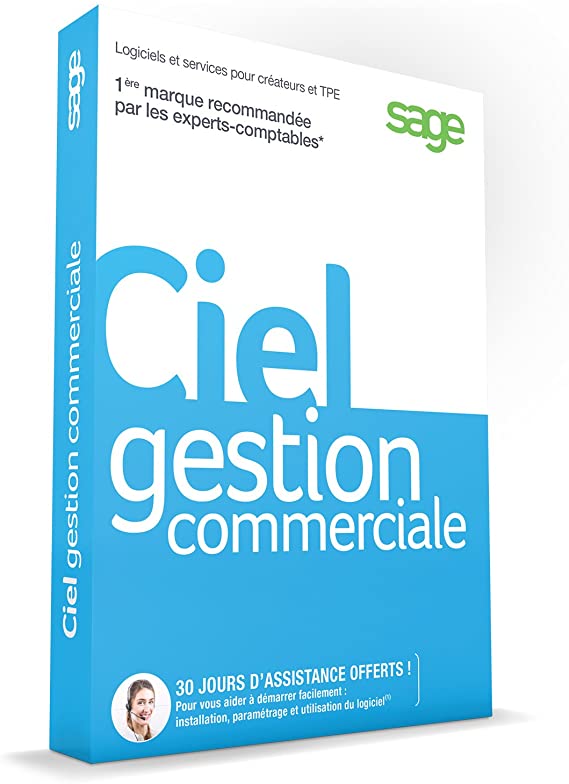 Logiciels et services pour créateurs et TPE
1ère marque recommandée
par les experts-comptables*
sage
Ciel
gestion
commerciale
30 JOURS D'ASSISTANCE OFFERTS !
Pour vous aider à démarrer facilement :
installation, paramétrage et utilisation du logiciel(1)
sage
Ciel gestion commerciale